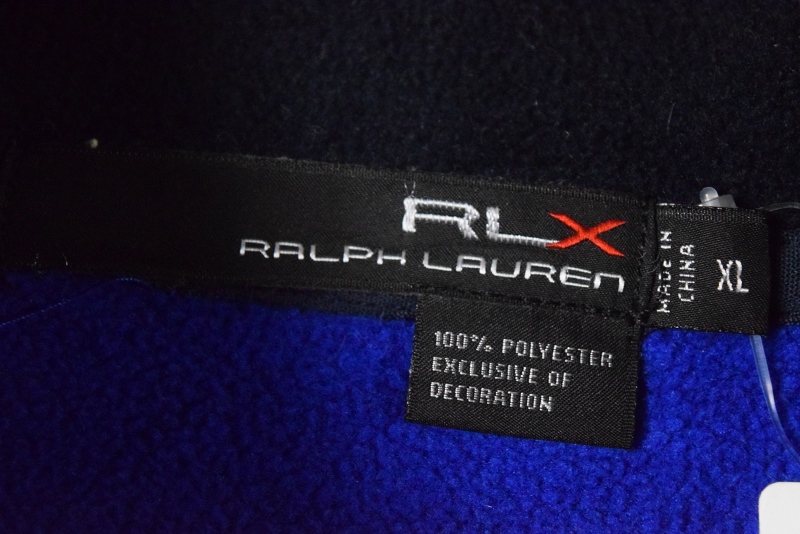 RLX
RALPH LAUREN
MADE IN
CHINA
XL
100% POLYESTER
EXCLUSIVE OF
DECORATION